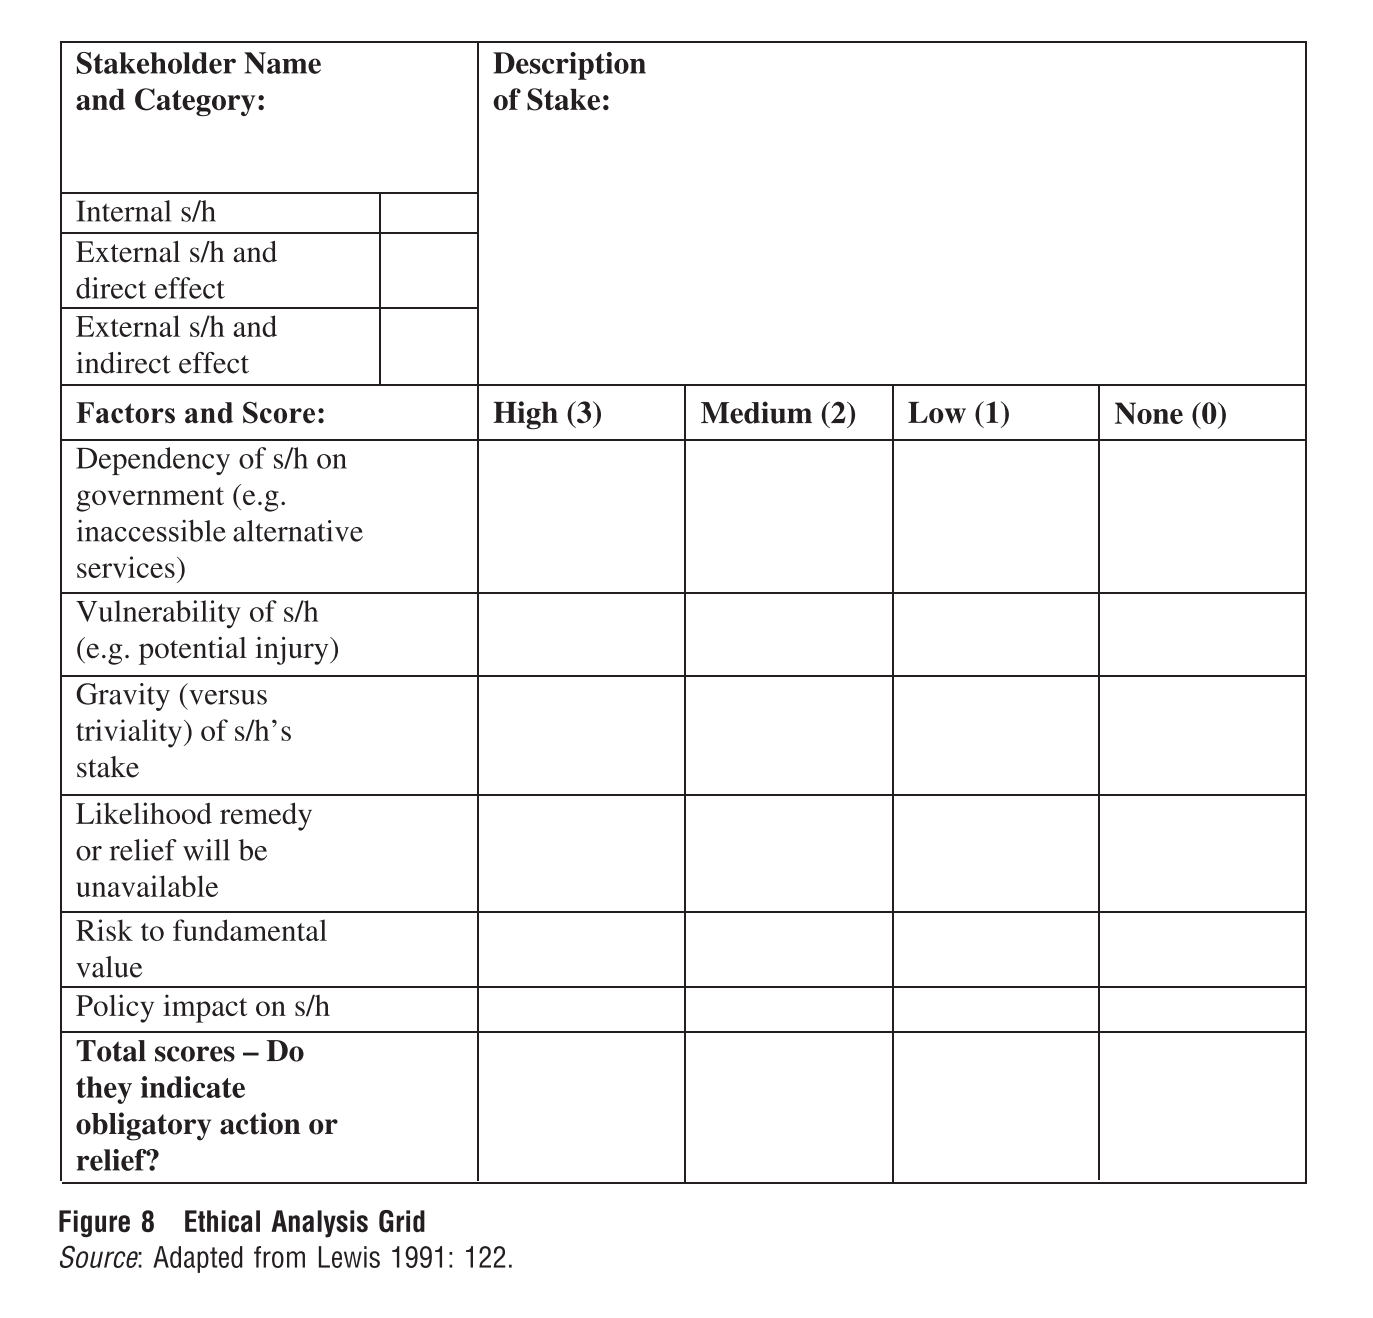 Stakeholder Name
and Category:
Description
of Stake:
Internal s/h
External s/h and
direct effect
External s/h and
indirect effect
Factors and Score:
High (3)
Medium (2)
Low (1)
None (0)
Dependency of s/h on
government (e.g.
inaccessible alternative
services)
Vulnerability of s/h
(e.g. potential injury)
Gravity (versus
triviality) of s/h’s
stake
Likelihood remedy
or relief will be
unavailable
Risk to fundamental
value
Policy impact on s/h
Total scores – Do
they indicate
obligatory action or
relief?
Figure 8 Ethical Analysis Grid
Source: Adapted from Lewis 1991: 122.